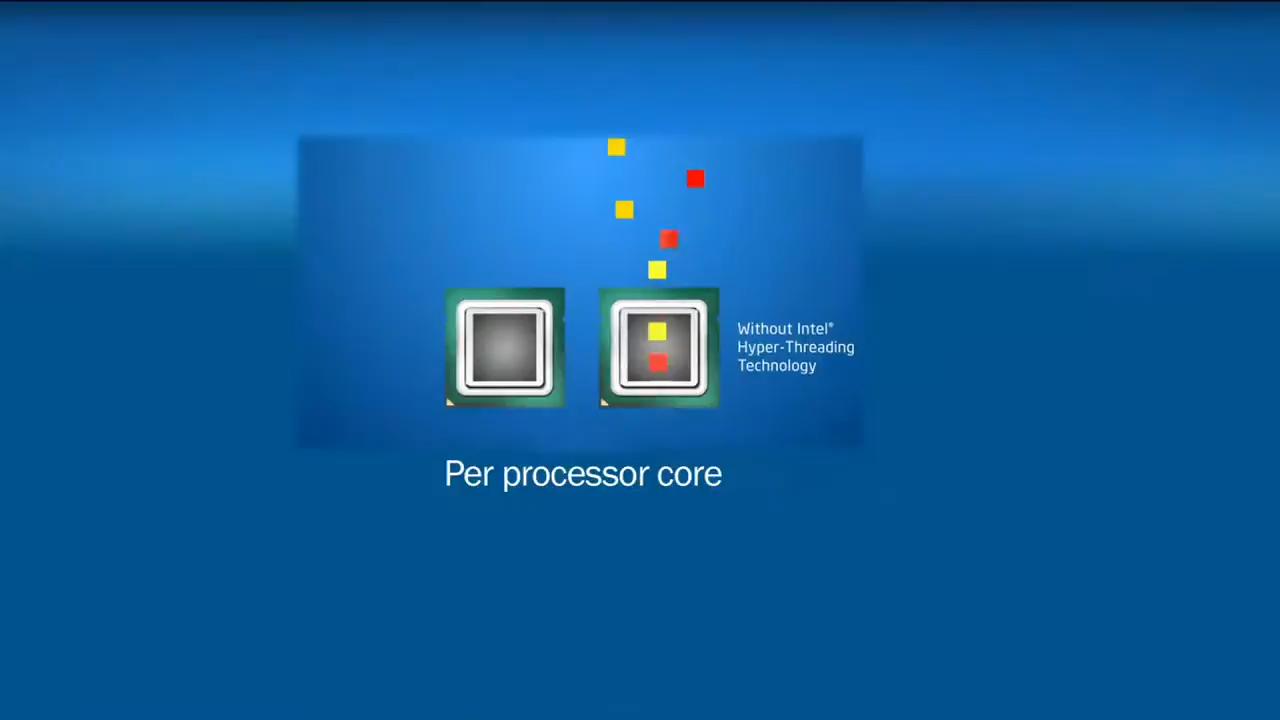 Without Intel®
Hyper-Threading
Technology
Per processor core